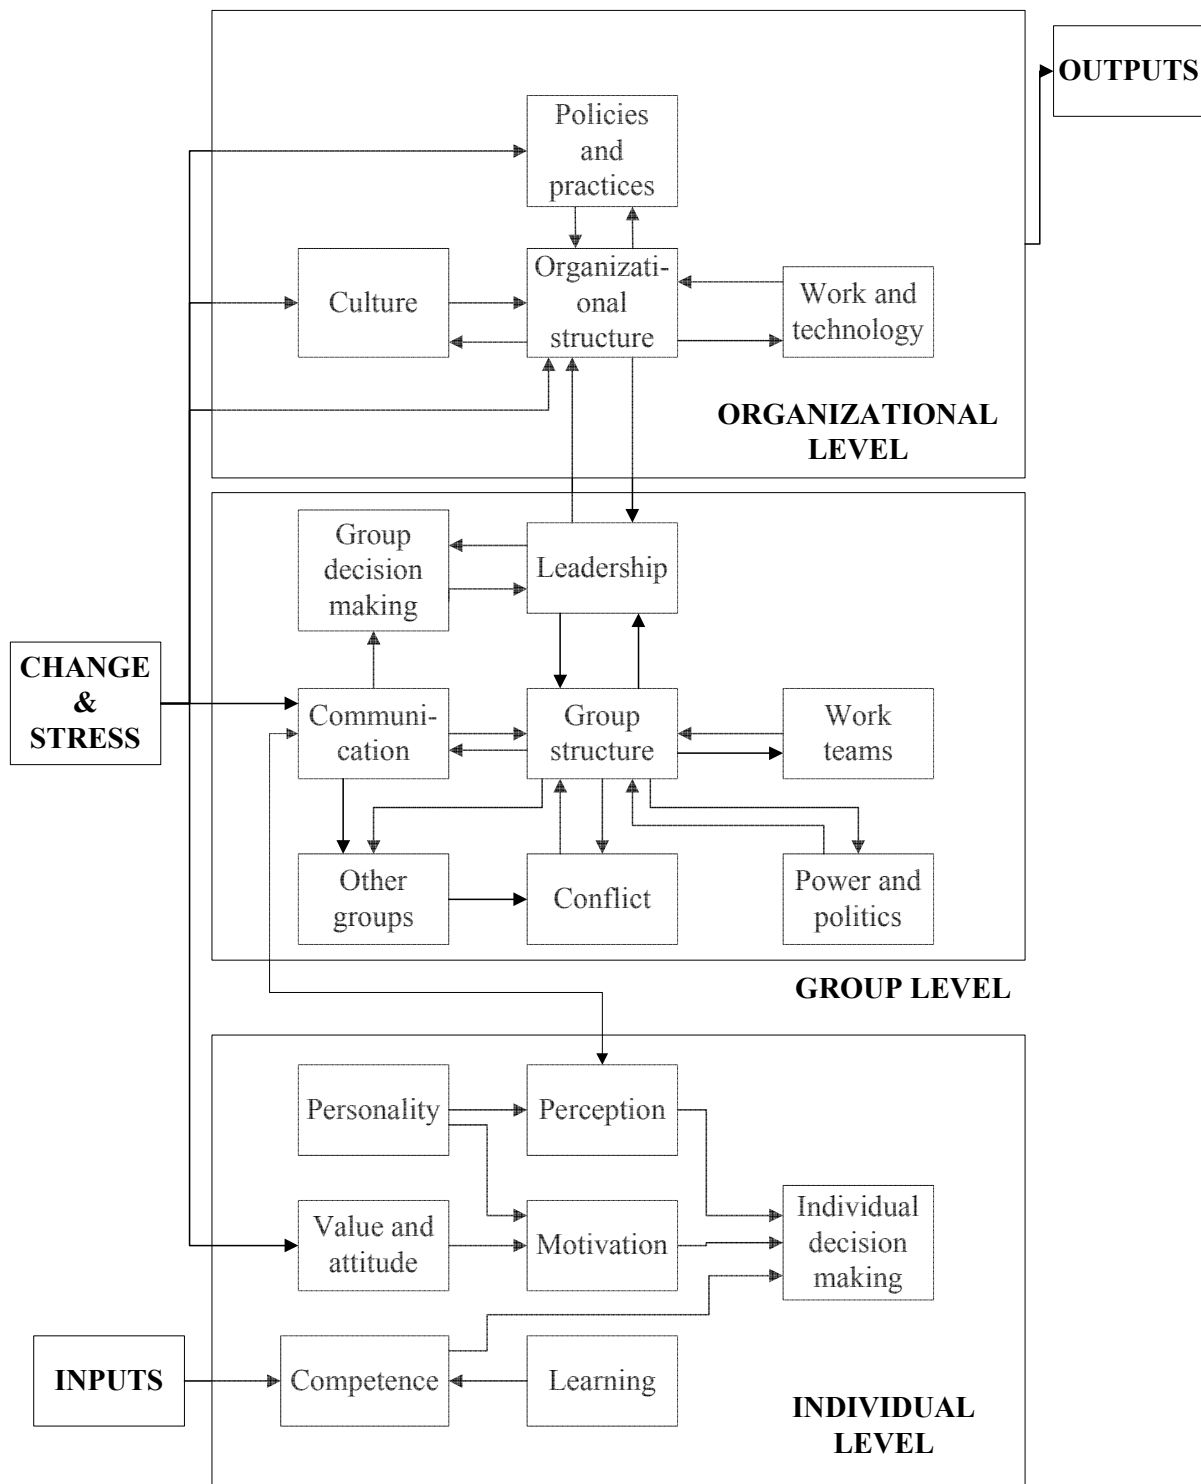 OUTPUTS
Policies
and
practices
Culture
Organizati-
onal
structure
Work and
technology
ORGANIZATIONAL
LEVEL
Group
decision
making
Leadership
CHANGE
&
STRESS
Communi-
cation
Group
structure
Work
teams
Other
groups
Conflict
Power and
politics
GROUP LEVEL
Personality
Perception
Value and
attitude
Motivation
Individual
decision
making
INPUTS
Competence
Learning
INDIVIDUAL
LEVEL